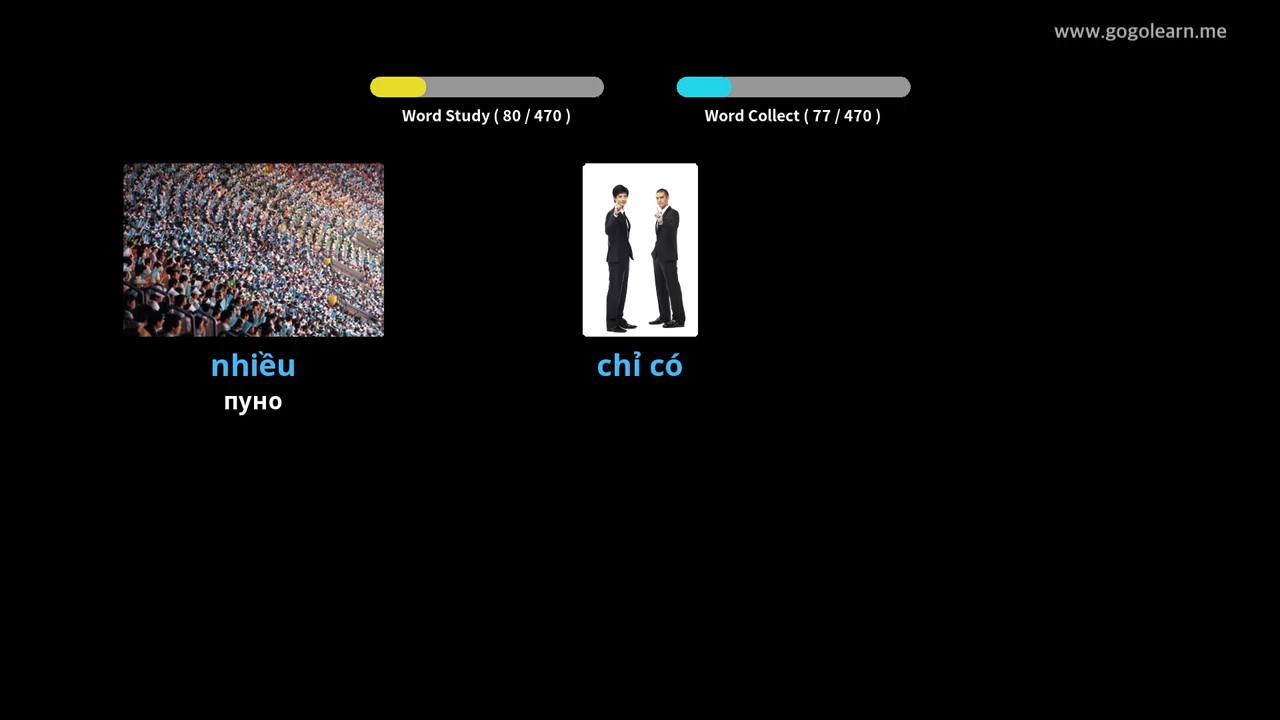 www.gogolearn.me
Word Study ( 80 / 470 )
Word Collect ( 77 / 470 )
nhiều
пуно
chỉ có